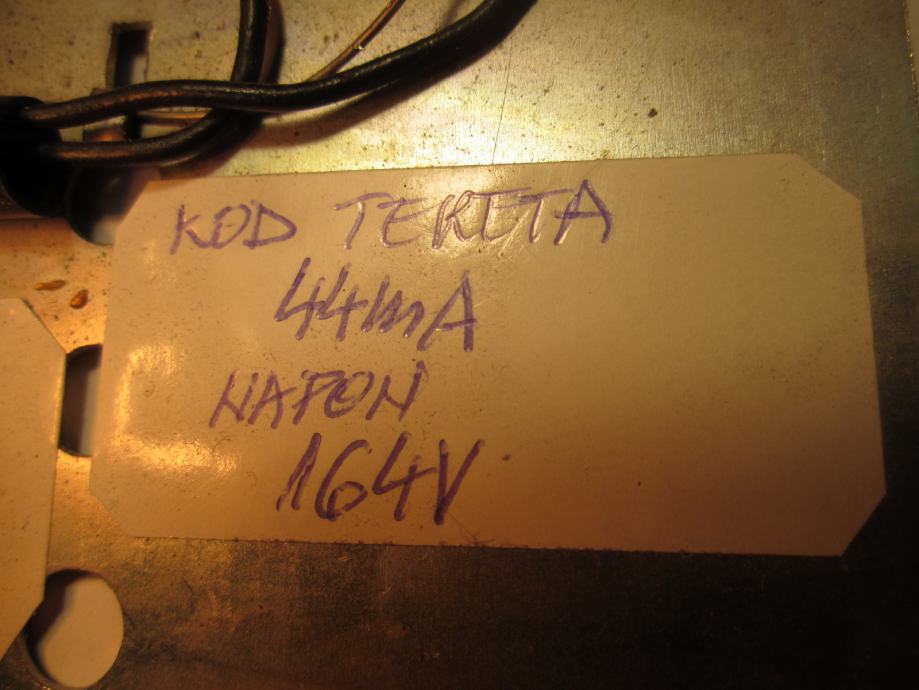 KOD TERETA
44mA
NAPON
164V